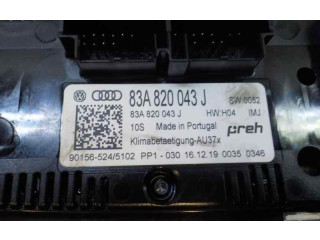 83A 820 043 J SW:0052
83A 820 043 J HW:H04 IMJ
10S Made in Portugal preh
Klimabetaetigung-AU37x
90156-524/5102 PP1-030 16.12.19 0035 0346